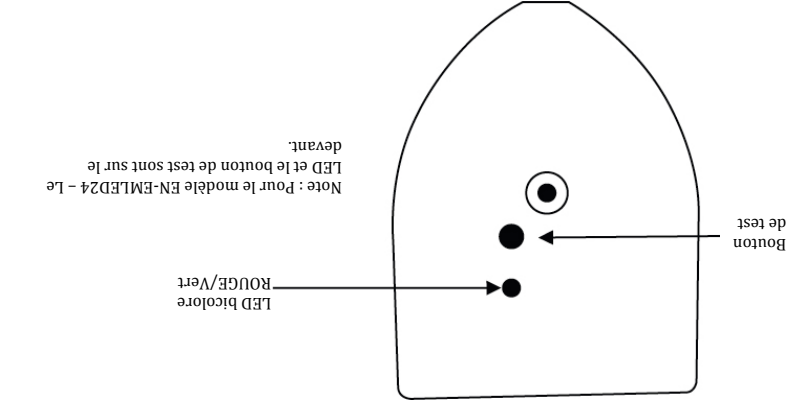 LED bicolore
ROUGE/Vert
Bouton
de test
Note : Pour le modèle EN-EMLED24 – Le
LED et le bouton de test sont sur le
devant.